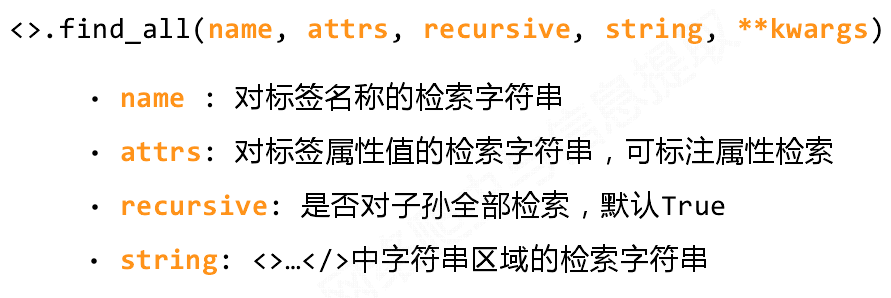 <>.find_all(name, attrs, recursive, string, **kwargs)
• name : 对标签名称的检索字符串
• attrs: 对标签属性值的检索字符串，可标注属性检索
• recursive: 是否对子孙全部检索，默认True
• string: <>…</>中字符串区域的检索字符串